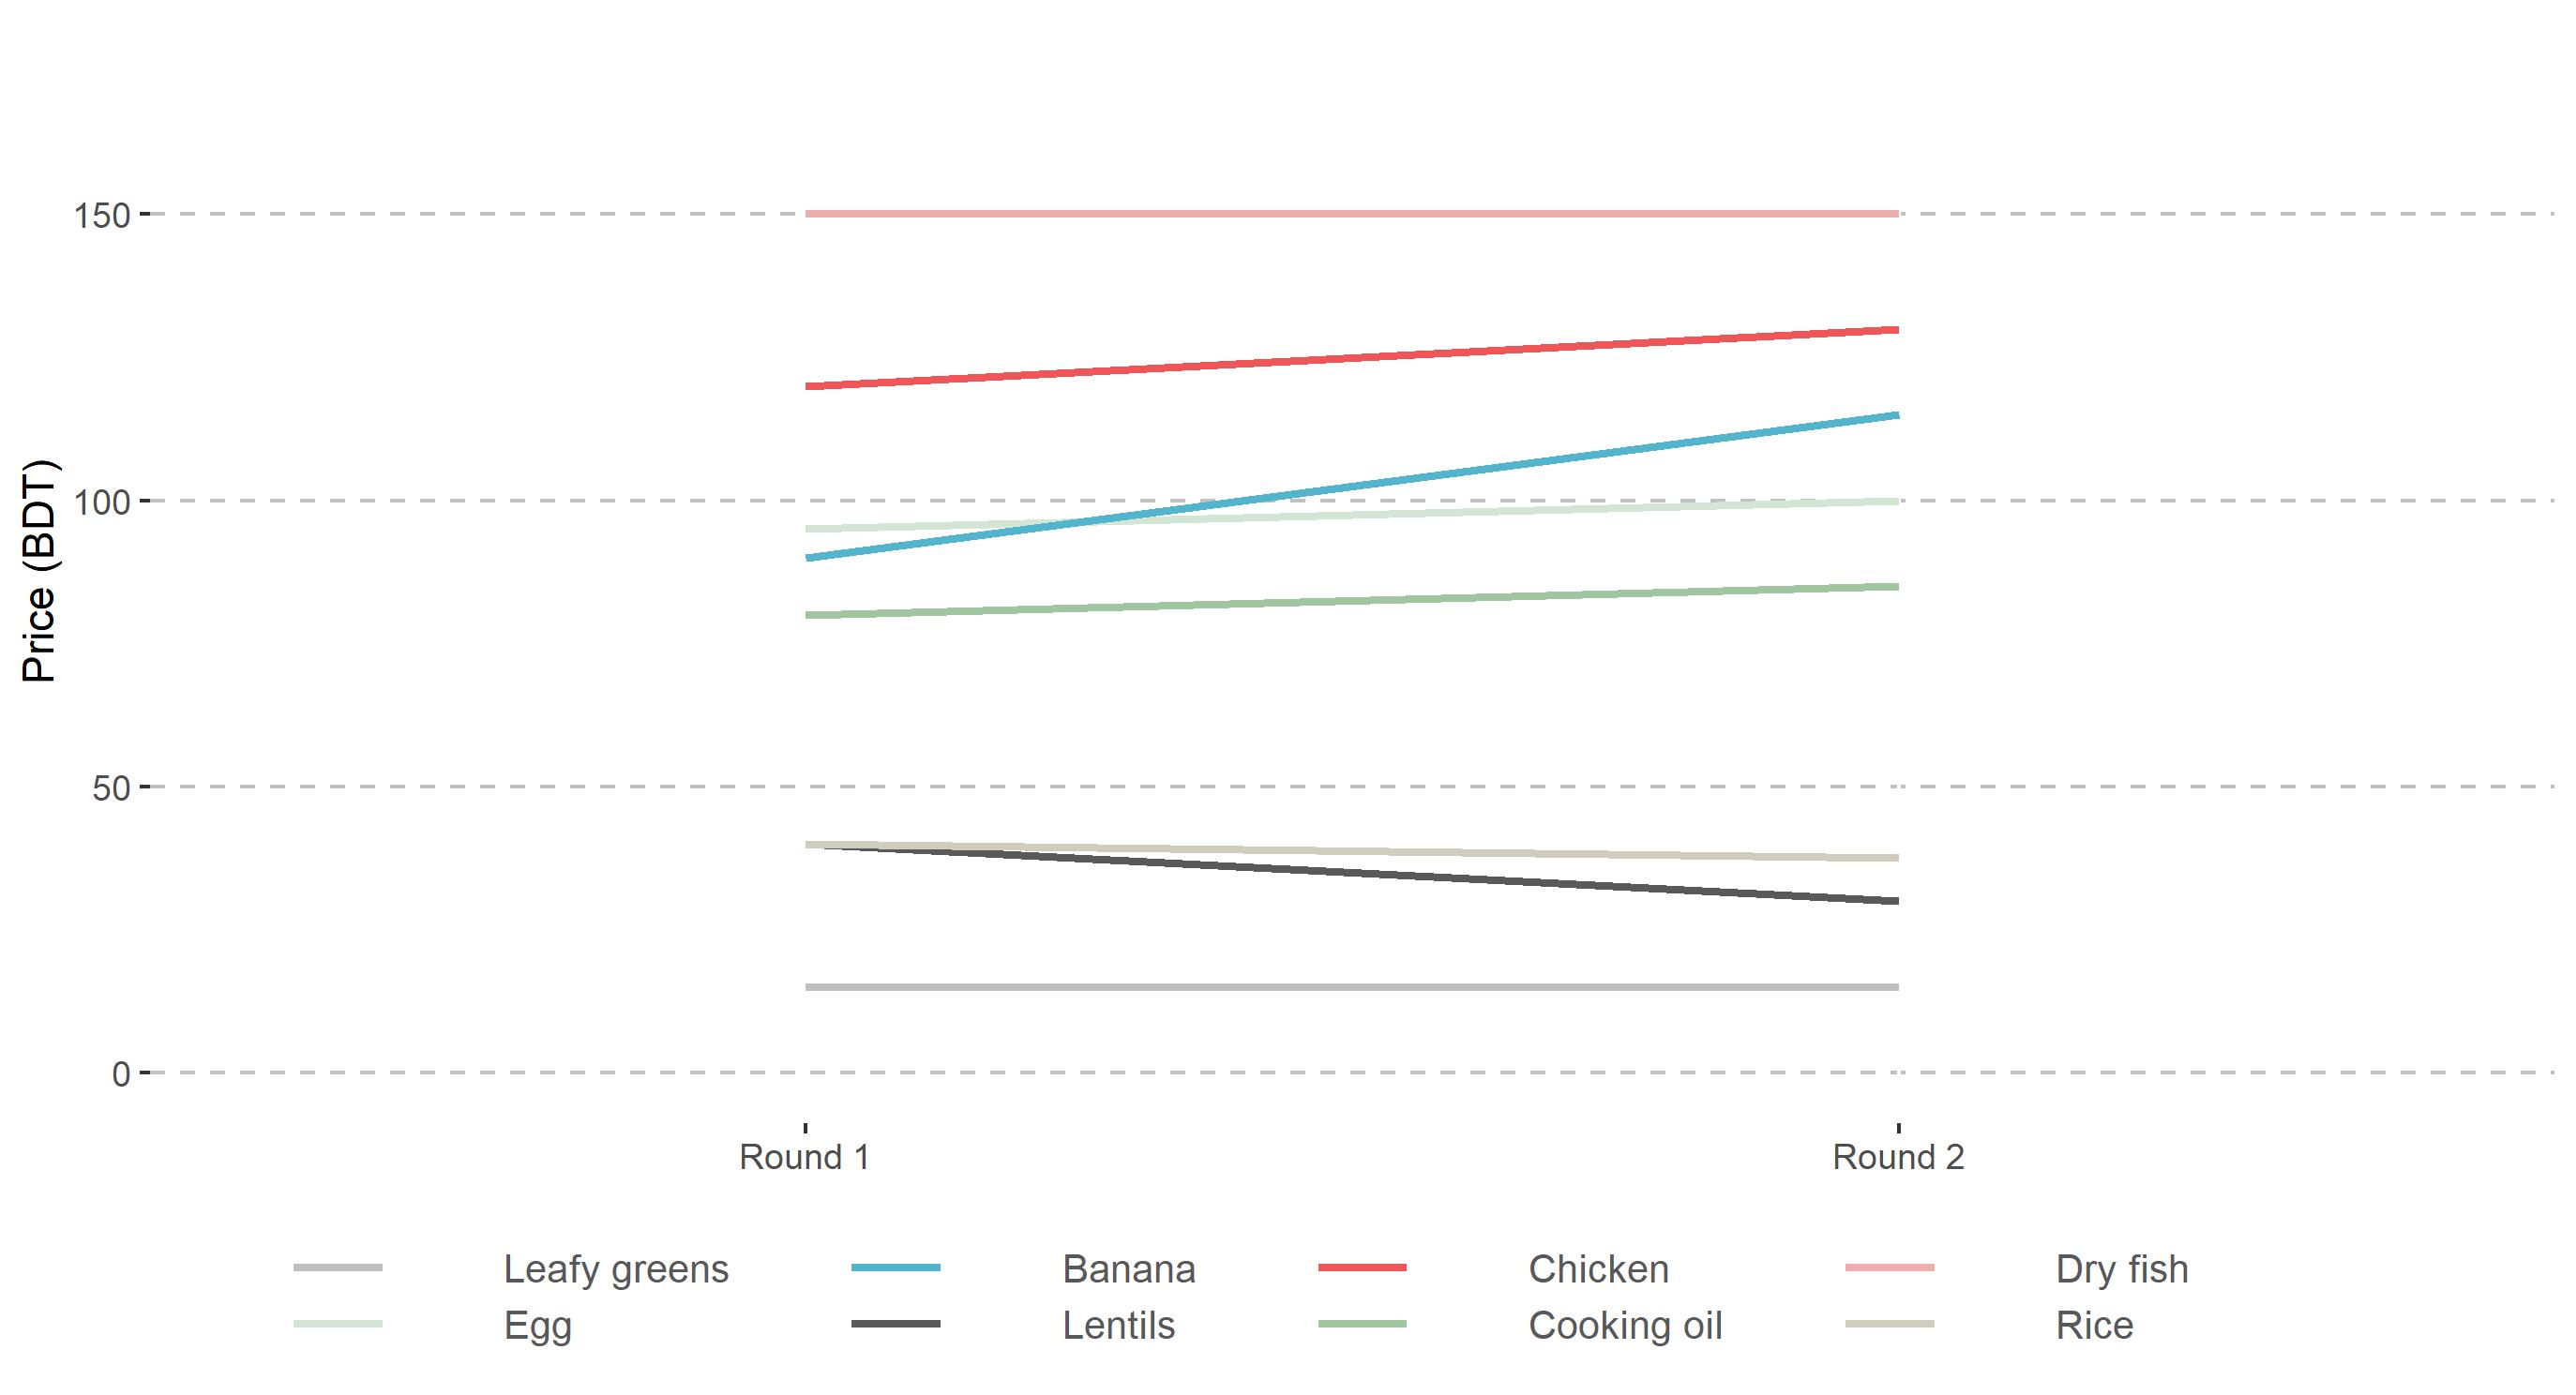 Price (BDT)
150
100
50
0
Round 1 Round 2
Leafy greens Banana Chicken Dry fish
Egg Lentils Cooking oil Rice